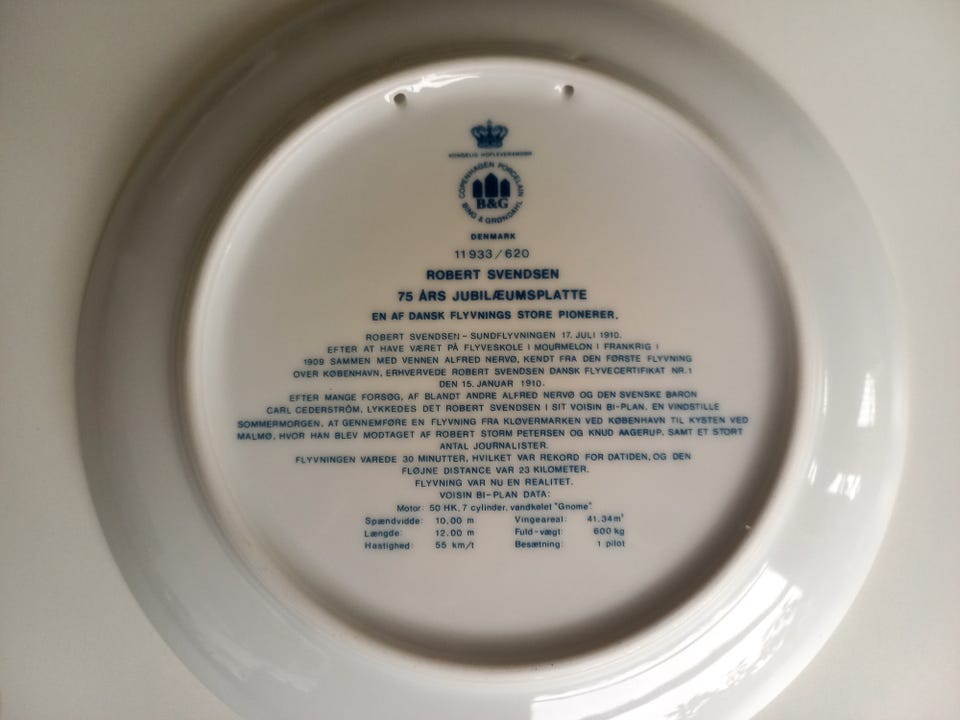 KONGELIG HOFLEVERANDØR
COPENHAGEN PORCELAIN
B&G
BING & GRØNDAHL
DENMARK
11933/620
ROBERT SVENDSEN
75 ÅRS JUBILÆUMSPLATTE
EN AF DANSK FLYVNINGS STORE PIONERER.
ROBERT SVENDSEN - SUNDFLYVNINGEN 17. JULI 1910.
EFTER AT HAVE VÆRET PÅ FLYVESKOLE I MOURMELON I FRANKRIG I
1909 SAMMEN MED VENNEN ALFRED NERVØ, KENDT FRA DEN FØRSTE FLYVNING
OVER KØBENHAVN, ERHVERVEDE ROBERT SVENDSEN DANSK FLYVECERTIFIKAT NR.1
DEN 15. JANUAR 1910.
EFTER MANGE FORSØG, AF BLANDT ANDRE ALFRED NERVØ OG DEN SVENSKE BARON
CARL CEDERSTRÖM, LYKKEDES DET ROBERT SVENDSEN I SIT VOISIN BI-PLAN, EN VINDSTILLE
SOMMERMORGEN, AT GENNEMFØRE EN FLYVNING FRA KLØVERMARKEN VED KØBENHAVN TIL KYSTEN VED
MALMØ, HVOR HAN BLEV MODTAGET AF ROBERT STORM PETERSEN OG KNUD AAGERUP, SAMT ET STORT
ANTAL JOURNALISTER.
FLYVNINGEN VAREDE 30 MINUTTER, HVILKET VAR REKORD FOR DATIDEN, OG DEN
FLØJNE DISTANCE VAR 23 KILOMETER.
FLYVNING VAR NU EN REALITET.
VOISIN BI-PLAN DATA:
Motor: 50 HK, 7 cylinder, vandkølet "Gnome"
Spændvidde: 10.00 m Vingeareal: 41.34m²
Længde: 12.00 m Fuld-vægt: 600 kg
Hastighed: 55 km/t Besætning: 1 pilot